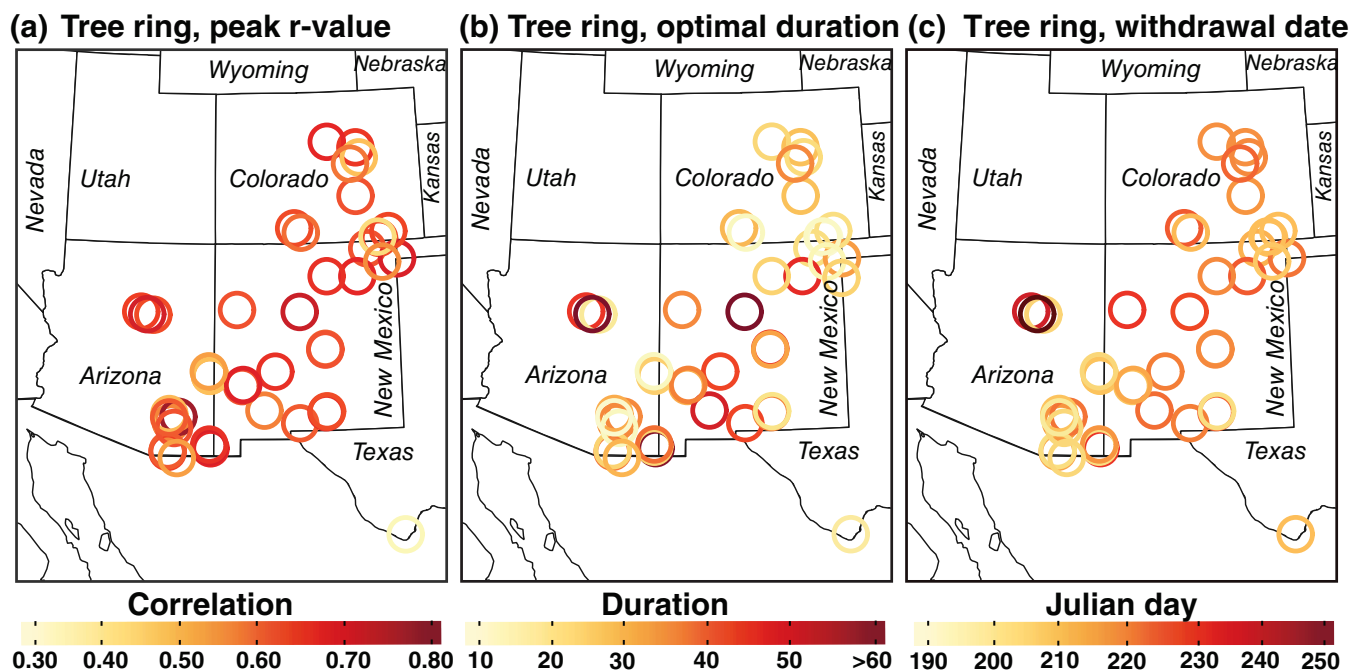 (a) Tree ring, peak r-value
Wyoming
Nebraska
Nevada
Utah
Colorado
Kansas
Arizona
New Mexico
Texas
Correlation
0.30 0.40 0.50 0.60 0.70 0.80
(b) Tree ring, optimal duration
Wyoming
Nebraska
Nevada
Utah
Colorado
Kansas
Arizona
New Mexico
Texas
Duration
10 20 30 40 50 >60
(c) Tree ring, withdrawal date
Wyoming
Nebraska
Nevada
Utah
Colorado
Kansas
Arizona
New Mexico
Texas
Julian day
190 200 210 220 230 240 250